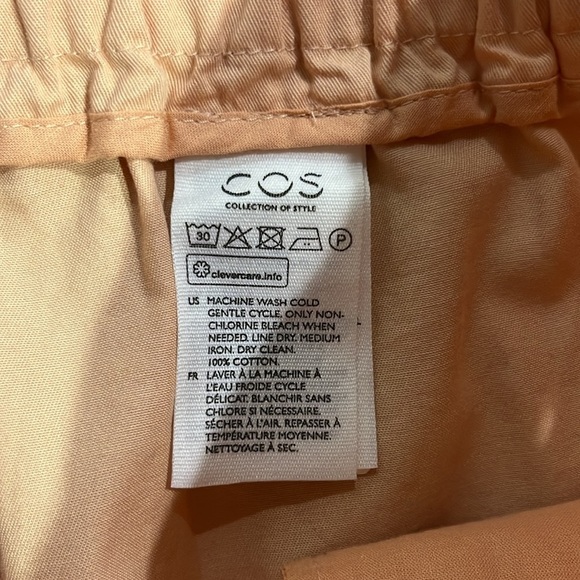 COS
COLLECTION OF STYLE
30
P
clevercare.info
US MACHINE WASH COLD
GENTLE CYCLE, ONLY NON-
CHLORINE BLEACH WHEN
NEEDED. LINE DRY. MEDIUM
IRON. DRY CLEAN.
100% COTTON.
FR LAVER À LA MACHINE À
L'EAU FROIDE CYCLE
DÉLICAT. BLANCHIR SANS
CHLORE SI NÉCESSAIRE.
SÉCHER À L'AIR. REPASSER À
TEMPÉRATURE MOYENNE.
NETTOYAGE À SEC.